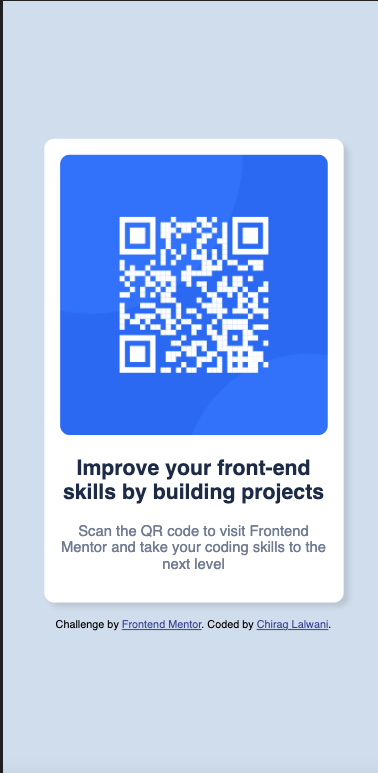 Improve your front-end
skills by building projects
Scan the QR code to visit Frontend
Mentor and take your coding skills to the
next level
Challenge by Frontend Mentor. Coded by Chirag Lalwani.